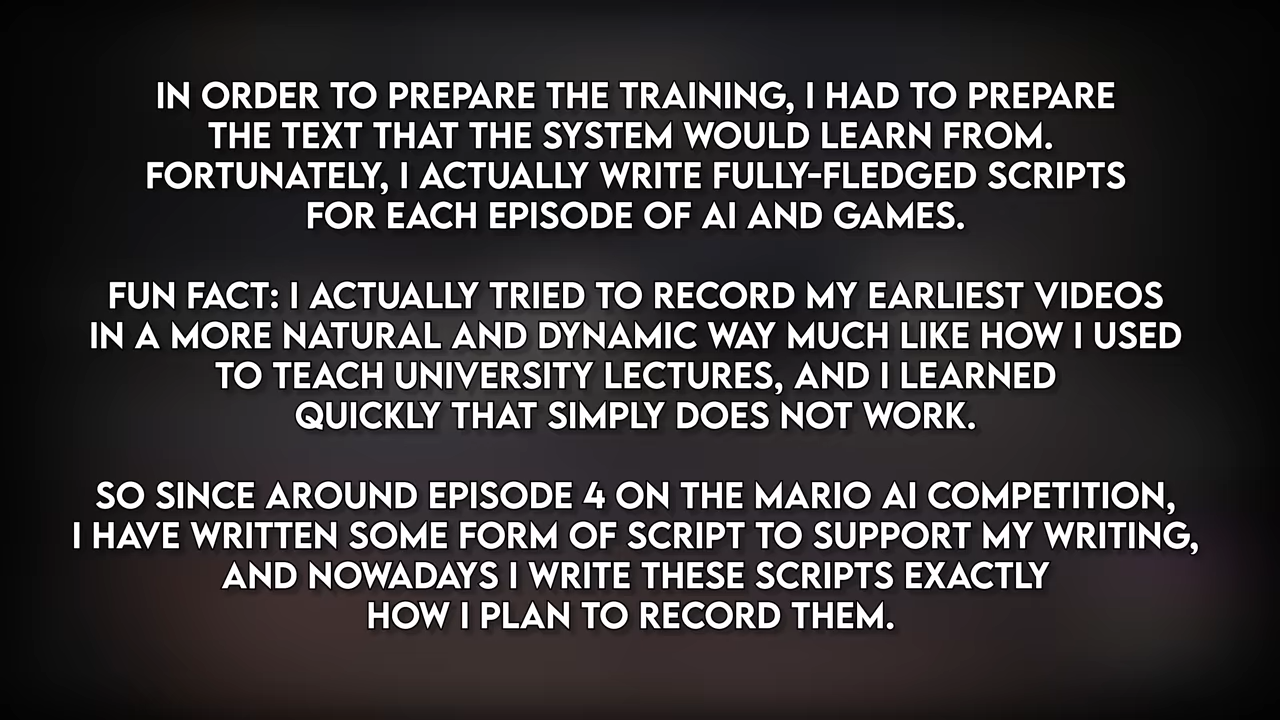 IN ORDER TO PREPARE THE TRAINING, I HAD TO PREPARE
THE TEXT THAT THE SYSTEM WOULD LEARN FROM.
FORTUNATELY, I ACTUALLY WRITE FULLY-FLEDGED SCRIPTS
FOR EACH EPISODE OF AI AND GAMES.
FUN FACT: I ACTUALLY TRIED TO RECORD MY EARLIEST VIDEOS
IN A MORE NATURAL AND DYNAMIC WAY MUCH LIKE HOW I USED
TO TEACH UNIVERSITY LECTURES, AND I LEARNED
QUICKLY THAT SIMPLY DOES NOT WORK.
SO SINCE AROUND EPISODE 4 ON THE MARIO AI COMPETITION,
I HAVE WRITTEN SOME FORM OF SCRIPT TO SUPPORT MY WRITING,
AND NOWADAYS I WRITE THESE SCRIPTS EXACTLY
HOW I PLAN TO RECORD THEM.